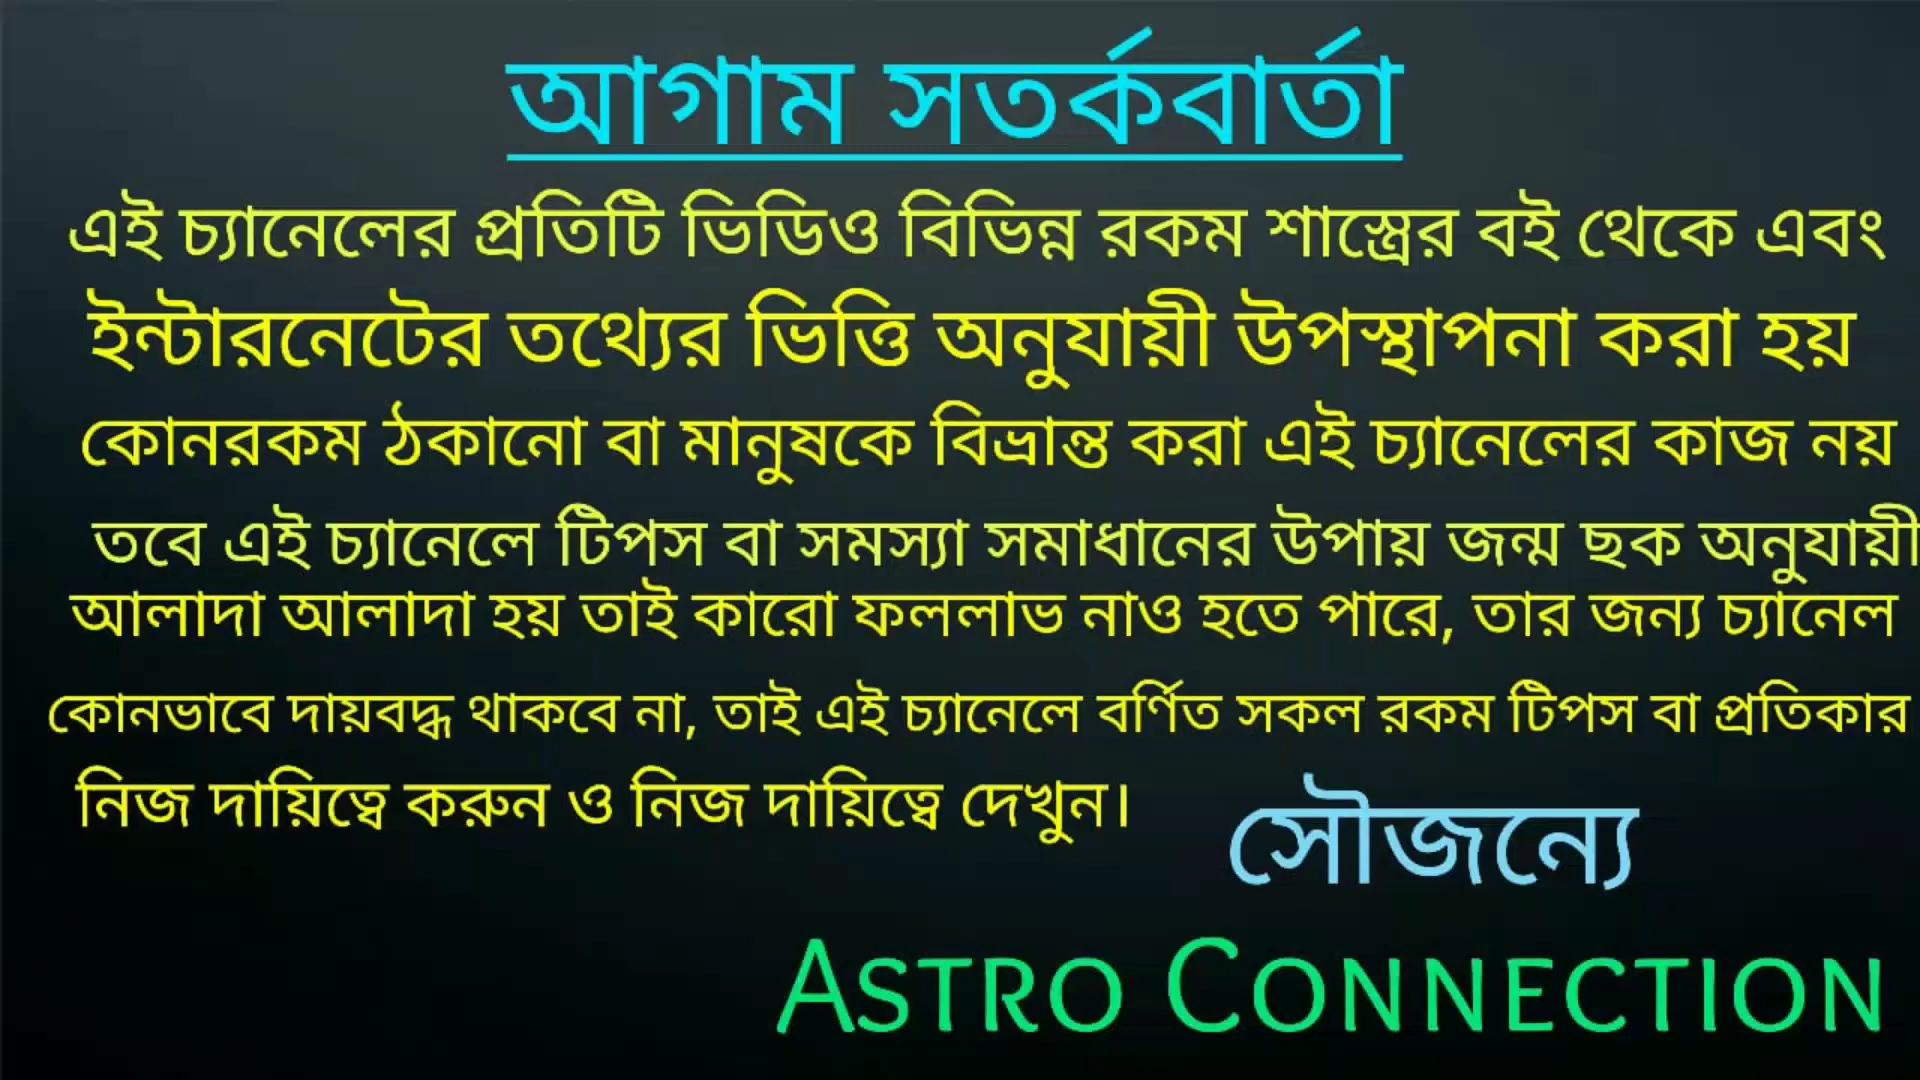 আগাম সতর্কবার্তা
এই চ্যানেলের প্রতিটি ভিডিও বিভিন্ন রকম শাস্ত্রের বই থেকে এবং
ইন্টারনেটের তথ্যের ভিত্তি অনুযায়ী উপস্থাপনা করা হয়
কোনরকম ঠকানো বা মানুষকে বিভ্রান্ত করা এই চ্যানেলের কাজ নয়
তবে এই চ্যানেলে টিপস বা সমস্যা সমাধানের উপায় জন্ম ছক অনুযায়ী
আলাদা আলাদা হয় তাই কারো ফললাভ নাও হতে পারে, তার জন্য চ্যানেল
কোনভাবে দায়বদ্ধ থাকবে না, তাই এই চ্যানেলে বর্ণিত সকল রকম টিপস বা প্রতিকার
নিজ দায়িত্বে করুন ও নিজ দায়িত্বে দেখুন।
সৌজন্যে
ASTRO CONNECTION